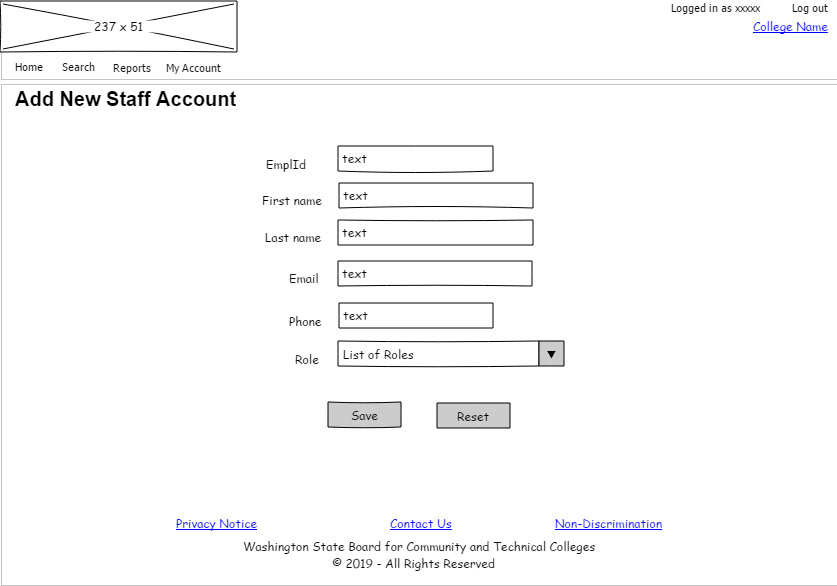 Logged in as xxxxx Log out
College Name
237 x 51
Home Search Reports My Account
Add New Staff Account
EmplId text
First name text
Last name text
Email text
Phone text
Role List of Roles ▼
Save Reset
Privacy Notice Contact Us Non-Discrimination
Washington State Board for Community and Technical Colleges
© 2019 - All Rights Reserved